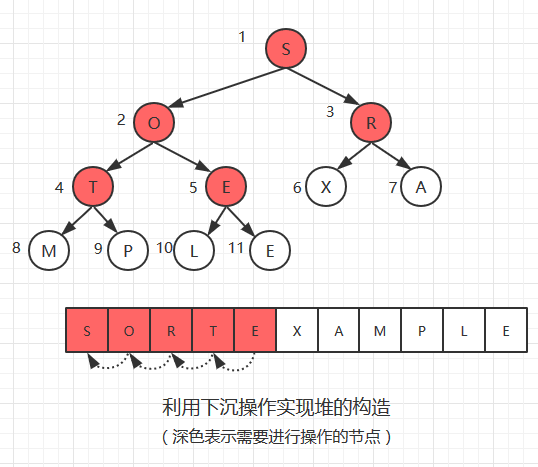 1 S
2 O 3 R
4 T 5 E 6 X 7 A
8 M 9 P 10 L 11 E
S O R T E X A M P L E
利用下沉操作实现堆的构造
（深色表示需要进行操作的节点）